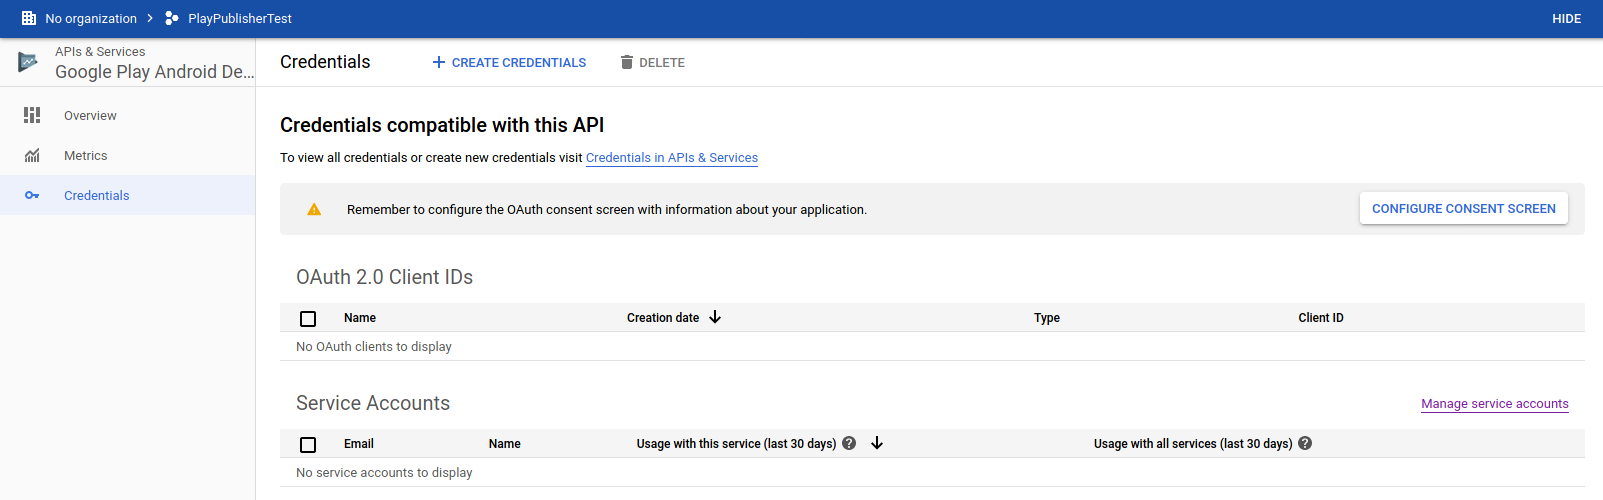 No organization > PlayPublisherTest HIDE
APIs & Services
Google Play Android De...
Overview
Metrics
Credentials
Credentials + CREATE CREDENTIALS DELETE
Credentials compatible with this API
To view all credentials or create new credentials visit Credentials in APIs & Services
Remember to configure the OAuth consent screen with information about your application. CONFIGURE CONSENT SCREEN
OAuth 2.0 Client IDs
Name Creation date Type Client ID
No OAuth clients to display
Service Accounts Manage service accounts
Email Name Usage with this service (last 30 days) ? Usage with all services (last 30 days) ?
No service accounts to display